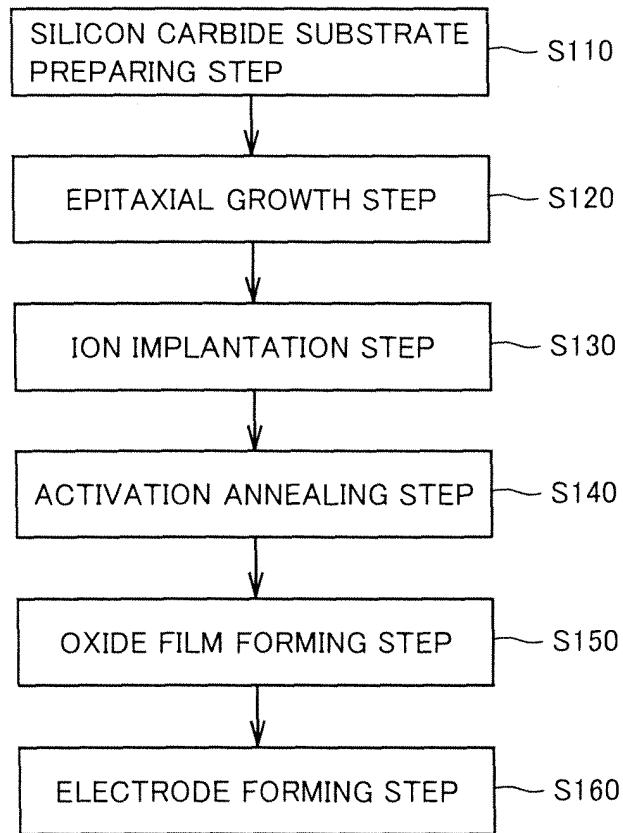 SILICON CARBIDE SUBSTRATE
PREPARING STEP
S110
EPITAXIAL GROWTH STEP
S120
ION IMPLANTATION STEP
S130
ACTIVATION ANNEALING STEP
S140
OXIDE FILM FORMING STEP
S150
ELECTRODE FORMING STEP
S160